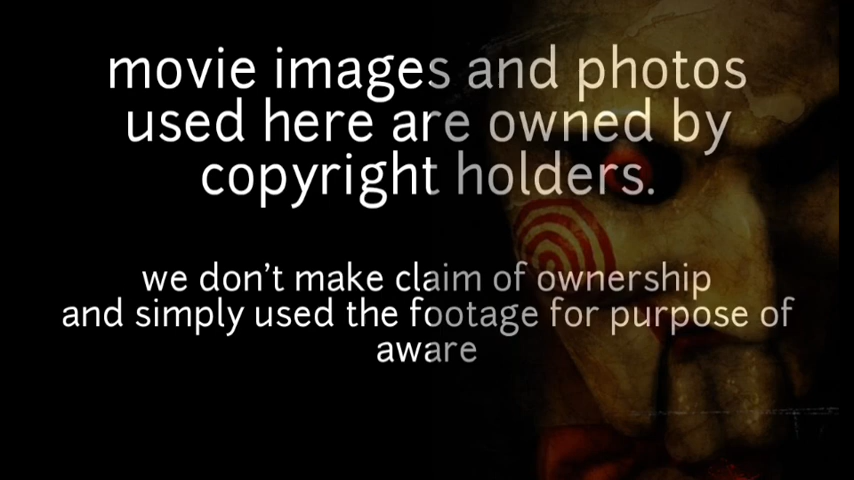 movie images and photos
used here are owned by
copyright holders.
we don't make claim of ownership
and simply used the footage for purpose of
aware